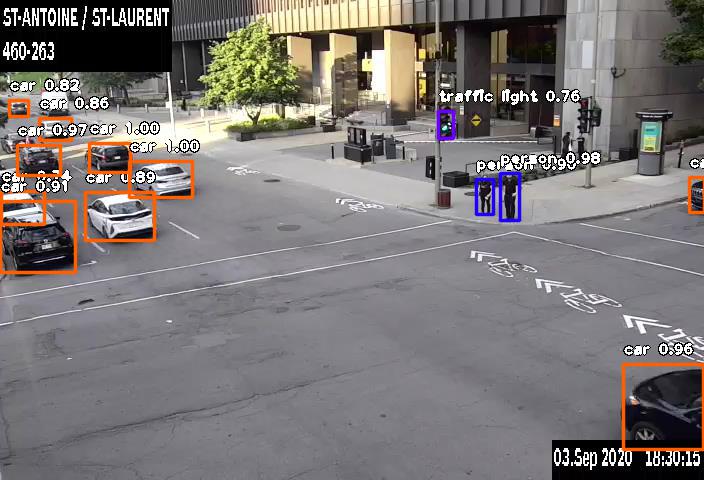 ST-ANTOINE / ST-LAURENT
460-263
car 0.82
car 0.86
car 0.97
car 1.00
car 1.00
car 0.89
0.91
traffic light 0.76
person 0.98
car 0.96
03.Sep 2020 18:30:15